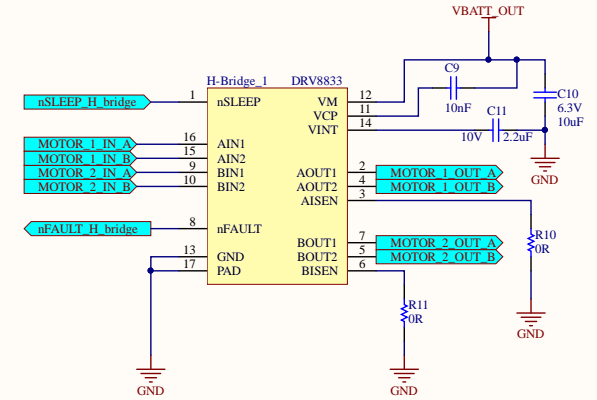 VBATT_OUT
H-Bridge_1 DRV8833
C9
10nF
C10
6.3V
10uF
C11
10V 2.2uF
GND
nSLEEP_H_bridge 1 nSLEEP
VM 12
VCP 11
VINT 14
MOTOR_1_IN_A 16 AIN1
MOTOR_1_IN_B 15 AIN2
MOTOR_2_IN_A 9 BIN1
MOTOR_2_IN_B 10 BIN2
AOUT1 2 MOTOR_1_OUT_A
AOUT2 4 MOTOR_1_OUT_B
AISEN 3
nFAULT_H_bridge 8 nFAULT
R10
0R
BOUT1 7 MOTOR_2_OUT_A
BOUT2 5 MOTOR_2_OUT_B
BISEN 6
13 GND
17 PAD
R11
0R
GND
GND
GND